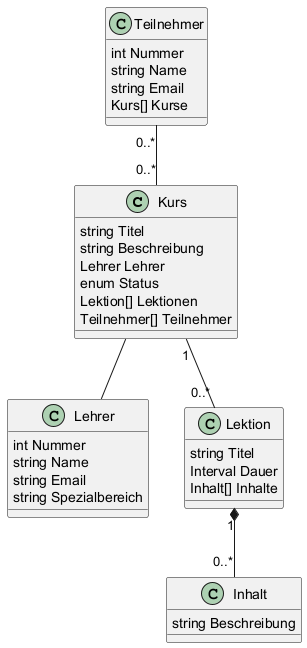 C Teilnehmer
int Nummer
string Name
string Email
Kurs[] Kurse
0..*
0..*
C Kurs
string Titel
string Beschreibung
Lehrer Lehrer
enum Status
Lektion[] Lektionen
Teilnehmer[] Teilnehmer
1
0..*
C Lehrer
int Nummer
string Name
string Email
string Spezialbereich
C Lektion
string Titel
Interval Dauer
Inhalt[] Inhalte
1
0..*
C Inhalt
string Beschreibung